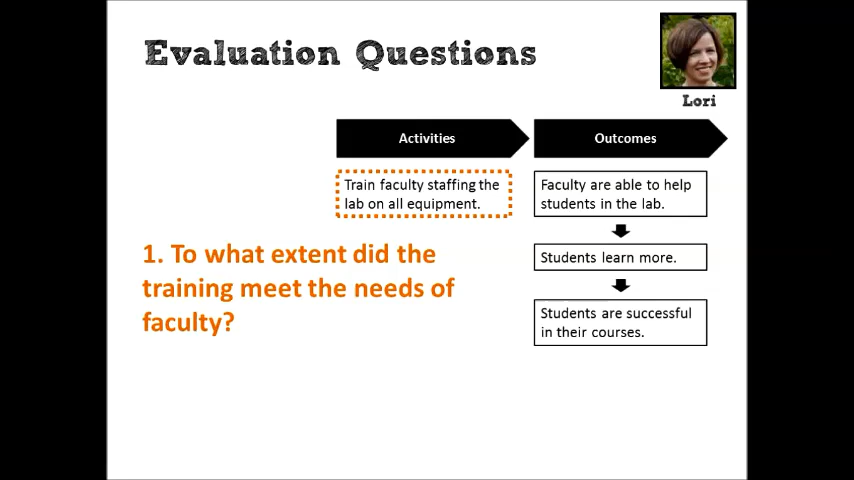 Evaluation Questions
Lori
Activities
Outcomes
Train faculty staffing the
lab on all equipment.
Faculty are able to help
students in the lab.
Students learn more.
Students are successful
in their courses.
1. To what extent did the
training meet the needs of
faculty?